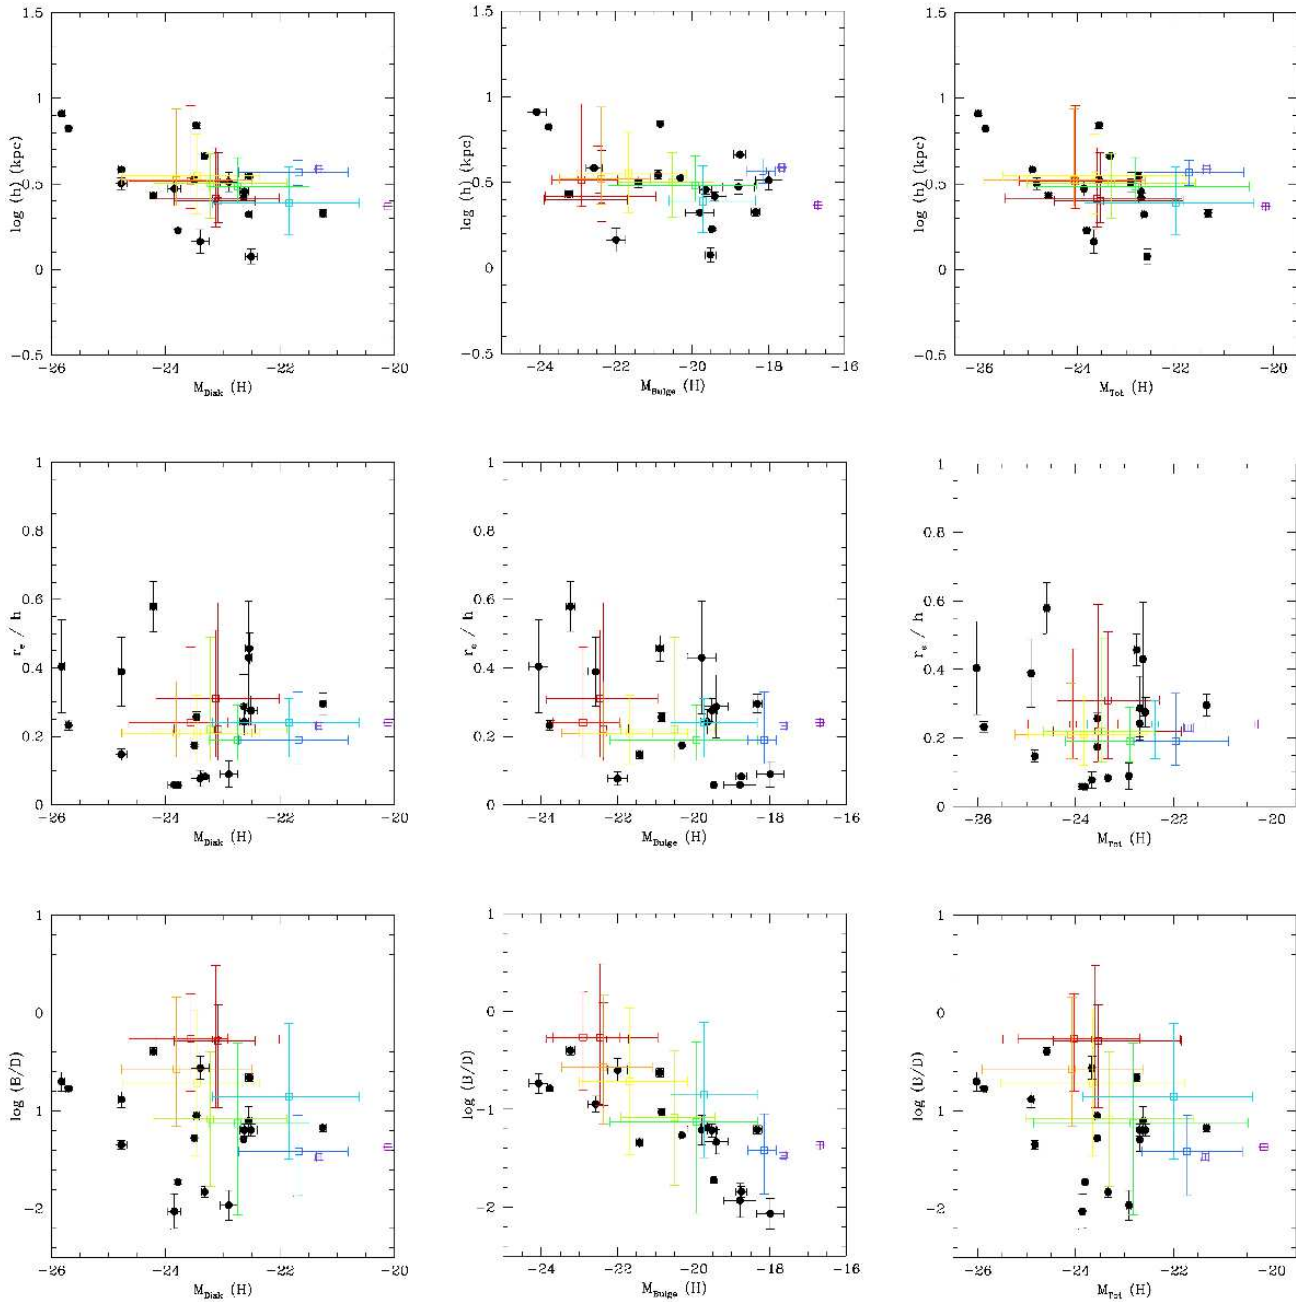 1.5
1
0.5
0
−0.5
log (h) (kpc)
−26 −24 −22 −20
M_Disk (H)
1.5
1
0.5
0
−0.5
log (h) (kpc)
−24 −22 −20 −18 −16
M_Bulge (H)
1.5
1
0.5
0
−0.5
log (h) (kpc)
−26 −24 −22 −20
M_Tot (H)
1
0.8
0.6
0.4
0.2
0
r_e / h
−26 −24 −22 −20
M_Disk (H)
1
0.8
0.6
0.4
0.2
0
r_e / h
−24 −22 −20 −18 −16
M_Bulge (H)
1
0.8
0.6
0.4
0.2
0
r_e / h
−26 −24 −22 −20
M_Tot (H)
1
0
1
−2
log (B/D)
−26 −24 −22 −20
M_Disk (H)
1
0
−1
−2
log (B/D)
−24 −22 −20 −18 −16
M_Bulge (H)
1
0
1
−2
log (B/D)
−26 −24 −22 −20
M_Tot (H)